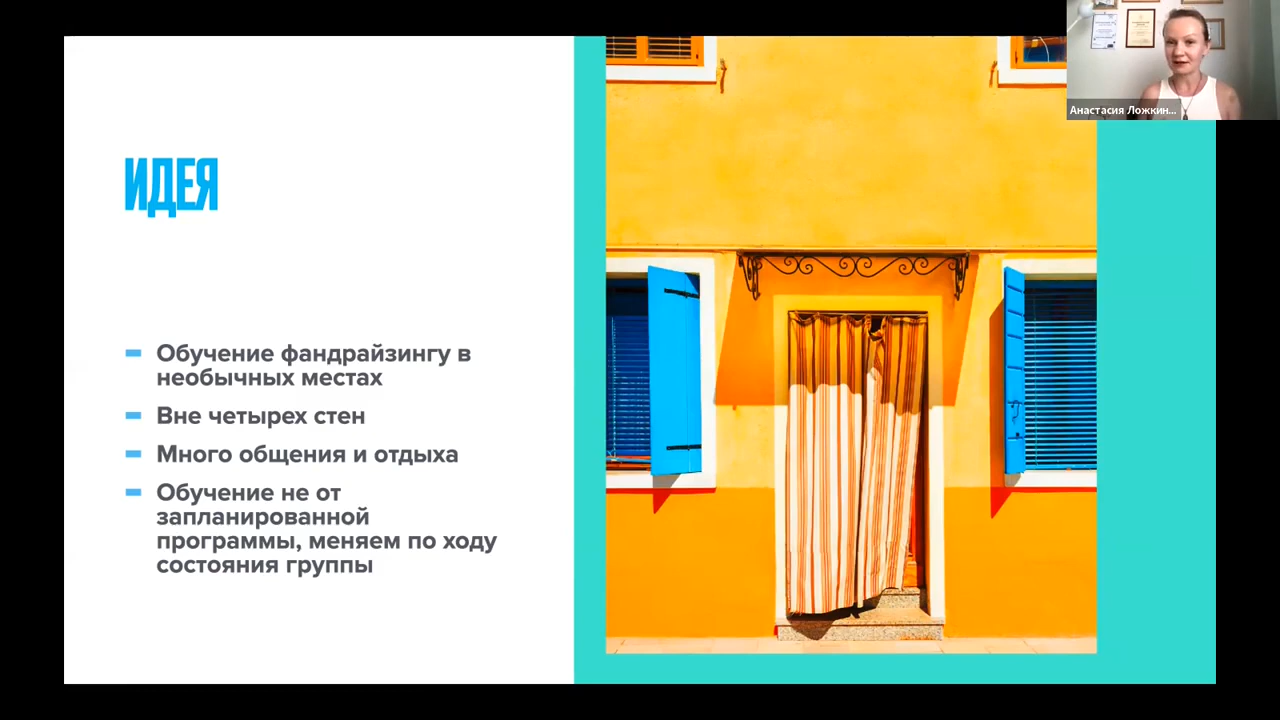 Анастасия Ложкин...
ИДЕЯ
Обучение фандрайзингу в
необычных местах
Вне четырех стен
Много общения и отдыха
Обучение не от
запланированной
программы, меняем по ходу
состояния группы